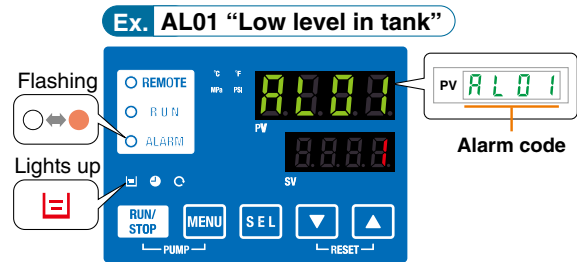 Ex. AL01 “Low level in tank”
Flashing
Lights up
REMOTE
RUN
ALARM
°C °F
MPa PSI
AL01
PV
1
SV
RUN/
STOP
MENU
SEL
PUMP
RESET
PV AL01
Alarm code